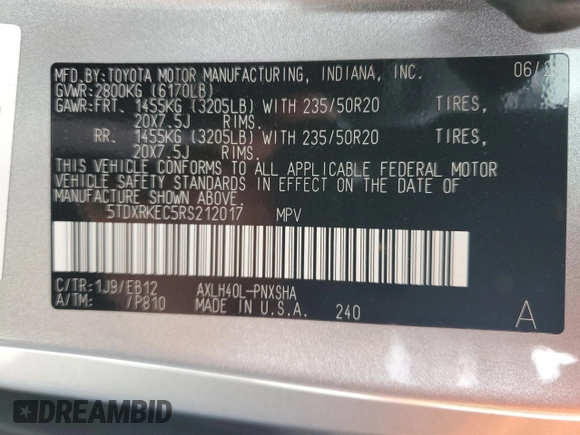 MFD.BY:TOYOTA MOTOR MANUFACTURING, INDIANA, INC. 06/2
GVWR:2800KG (6170LB)
GAWR:FRT. 1455KG (3205LB) WITH 235/50R20 TIRES,
20X7.5J RIMS.
RR. 1455KG (3205LB) WITH 235/50R20 TIRES,
20X7.5J RIMS.
THIS VEHICLE CONFORMS TO ALL APPLICABLE FEDERAL MOTOR
VEHICLE SAFETY STANDARDS IN EFFECT ON THE DATE OF
MANUFACTURE SHOWN ABOVE.
5TDXRKEC5RS212017 MPV
C/TR:1J9/EB12 AXLH40L-PNXSHA
A/TM: /P810 MADE IN U.S.A. 240 A
DREAMBID